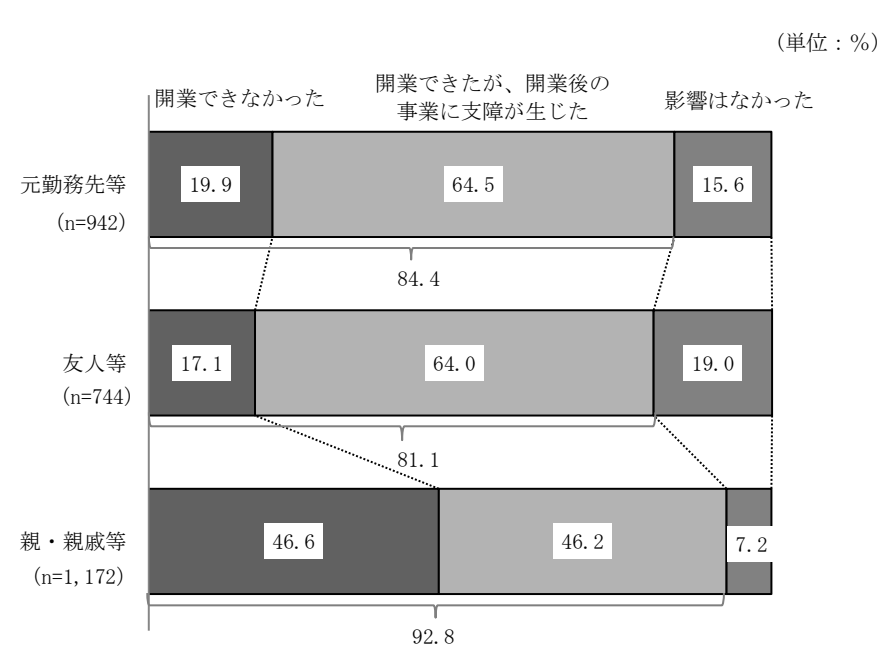 （単位：％）
開業できなかった
開業できたが、開業後の
事業に支障が生じた
影響はなかった
元勤務先等
（n=942）
19.9
64.5
15.6
84.4
友人等
（n=744）
17.1
64.0
19.0
81.1
親・親戚等
（n=1,172）
46.6
46.2
7.2
92.8